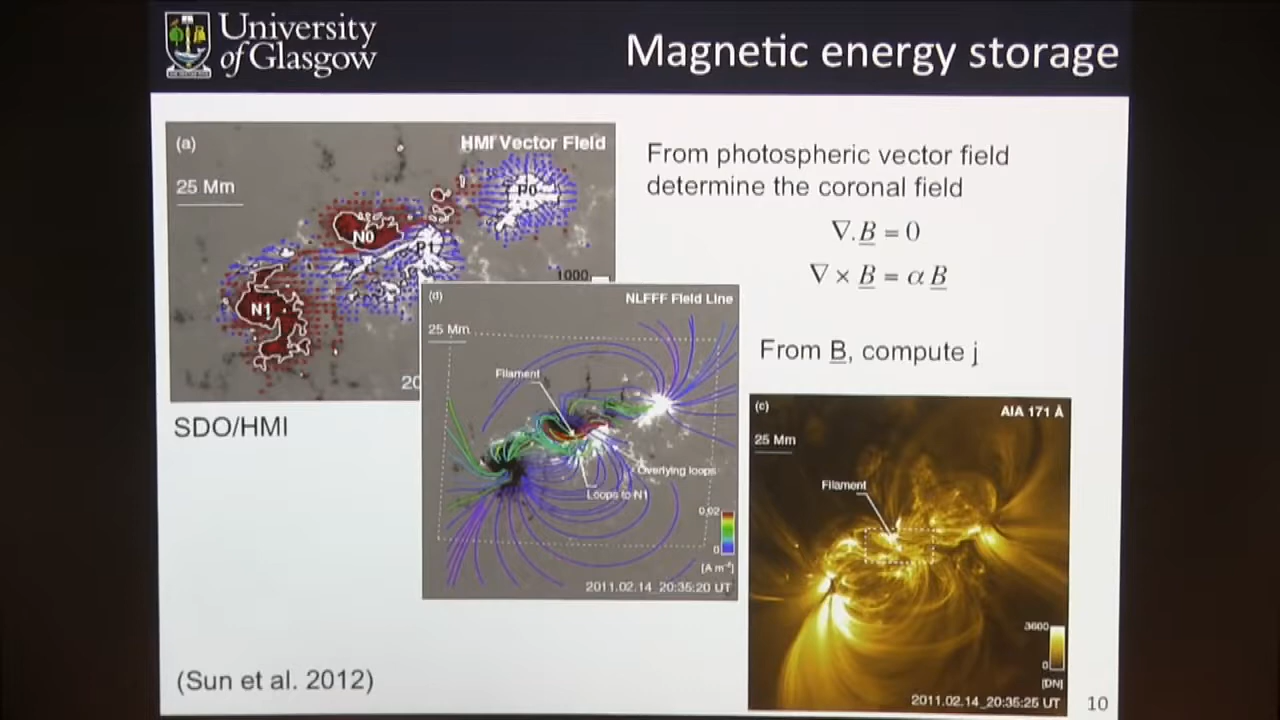 University
of Glasgow
Magnetic energy storage
(a)
HMI Vector Field
25 Mm
N0
P0
P1
N1
1000
20
SDO/HMI
From photospheric vector field
determine the coronal field
∇.B = 0
∇ × B = α B
From B, compute j
(d)
NLFFF Field Line
25 Mm
Filament
Overlying loops
Loops to N1
0.02
0
[A m⁻²]
2011.02.14_20:35:20 UT
(c)
AIA 171 Å
25 Mm
Filament
3600
0
[DN]
2011.02.14_20:35:25 UT
(Sun et al. 2012)
10